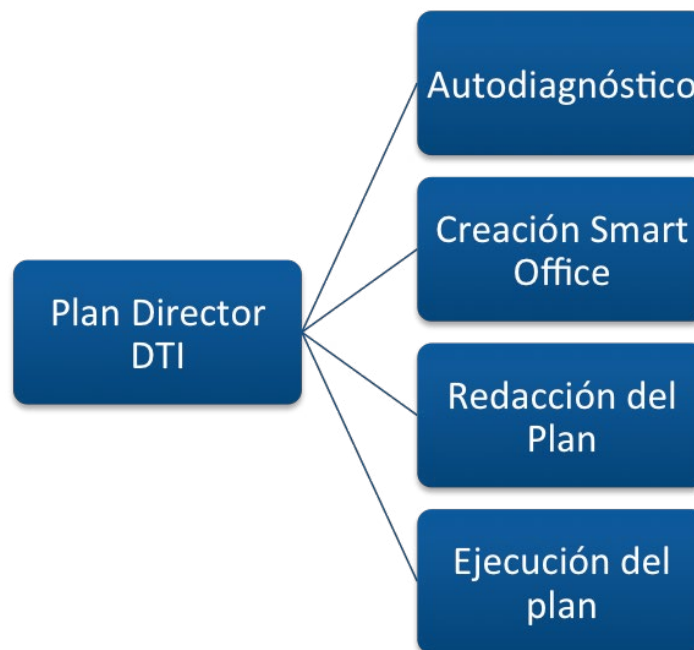 Autodiagnóstico
Creación Smart
Office
Plan Director
DTI
Redacción del
Plan
Ejecución del
plan